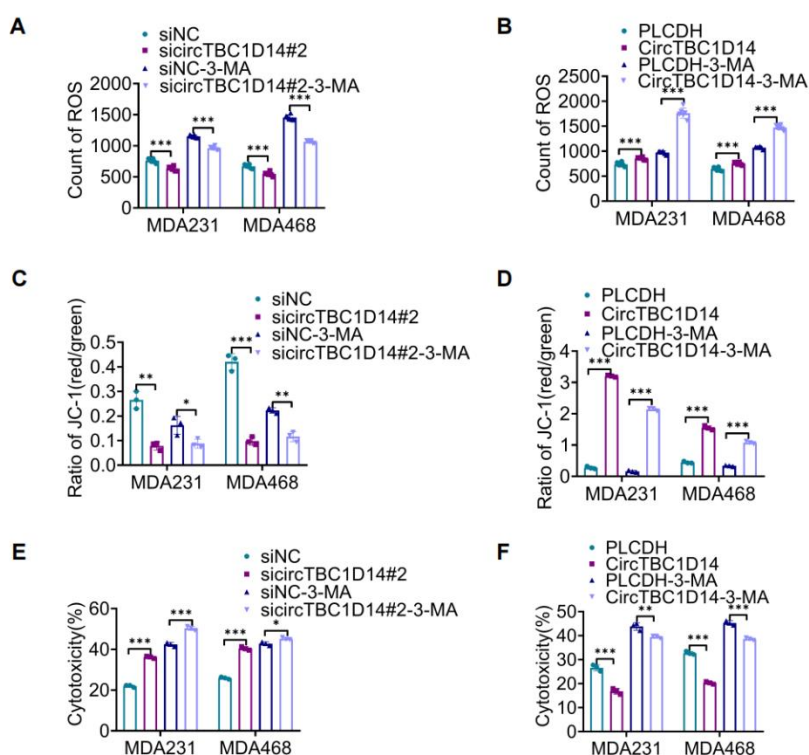 A
siNC
sicircTBC1D14#2
siNC-3-MA
sicircTBC1D14#2-3-MA
Count of ROS
2000
1500
1000
500
0
***
***
***
***
MDA231
MDA468
B
PLCDH
CircTBC1D14
PLCDH-3-MA
CircTBC1D14-3-MA
Count of ROS
2500
2000
1500
1000
500
0
***
***
***
***
MDA231
MDA468
C
siNC
sicircTBC1D14#2
siNC-3-MA
sicircTBC1D14#2-3-MA
Ratio of JC-1(red/green)
0.5
0.4
0.3
0.2
0.1
0.0
**
*
***
**
MDA231
MDA468
D
PLCDH
CircTBC1D14
PLCDH-3-MA
CircTBC1D14-3-MA
Ratio of JC-1(red/green)
4
3
2
1
0
***
***
***
***
MDA231
MDA468
E
siNC
sicircTBC1D14#2
siNC-3-MA
sicircTBC1D14#2-3-MA
Cytotoxicity(%)
60
40
20
0
***
***
***
*
MDA231
MDA468
F
PLCDH
CircTBC1D14
PLCDH-3-MA
CircTBC1D14-3-MA
Cytotoxicity(%)
50
40
30
20
10
0
***
**
***
***
MDA231
MDA468